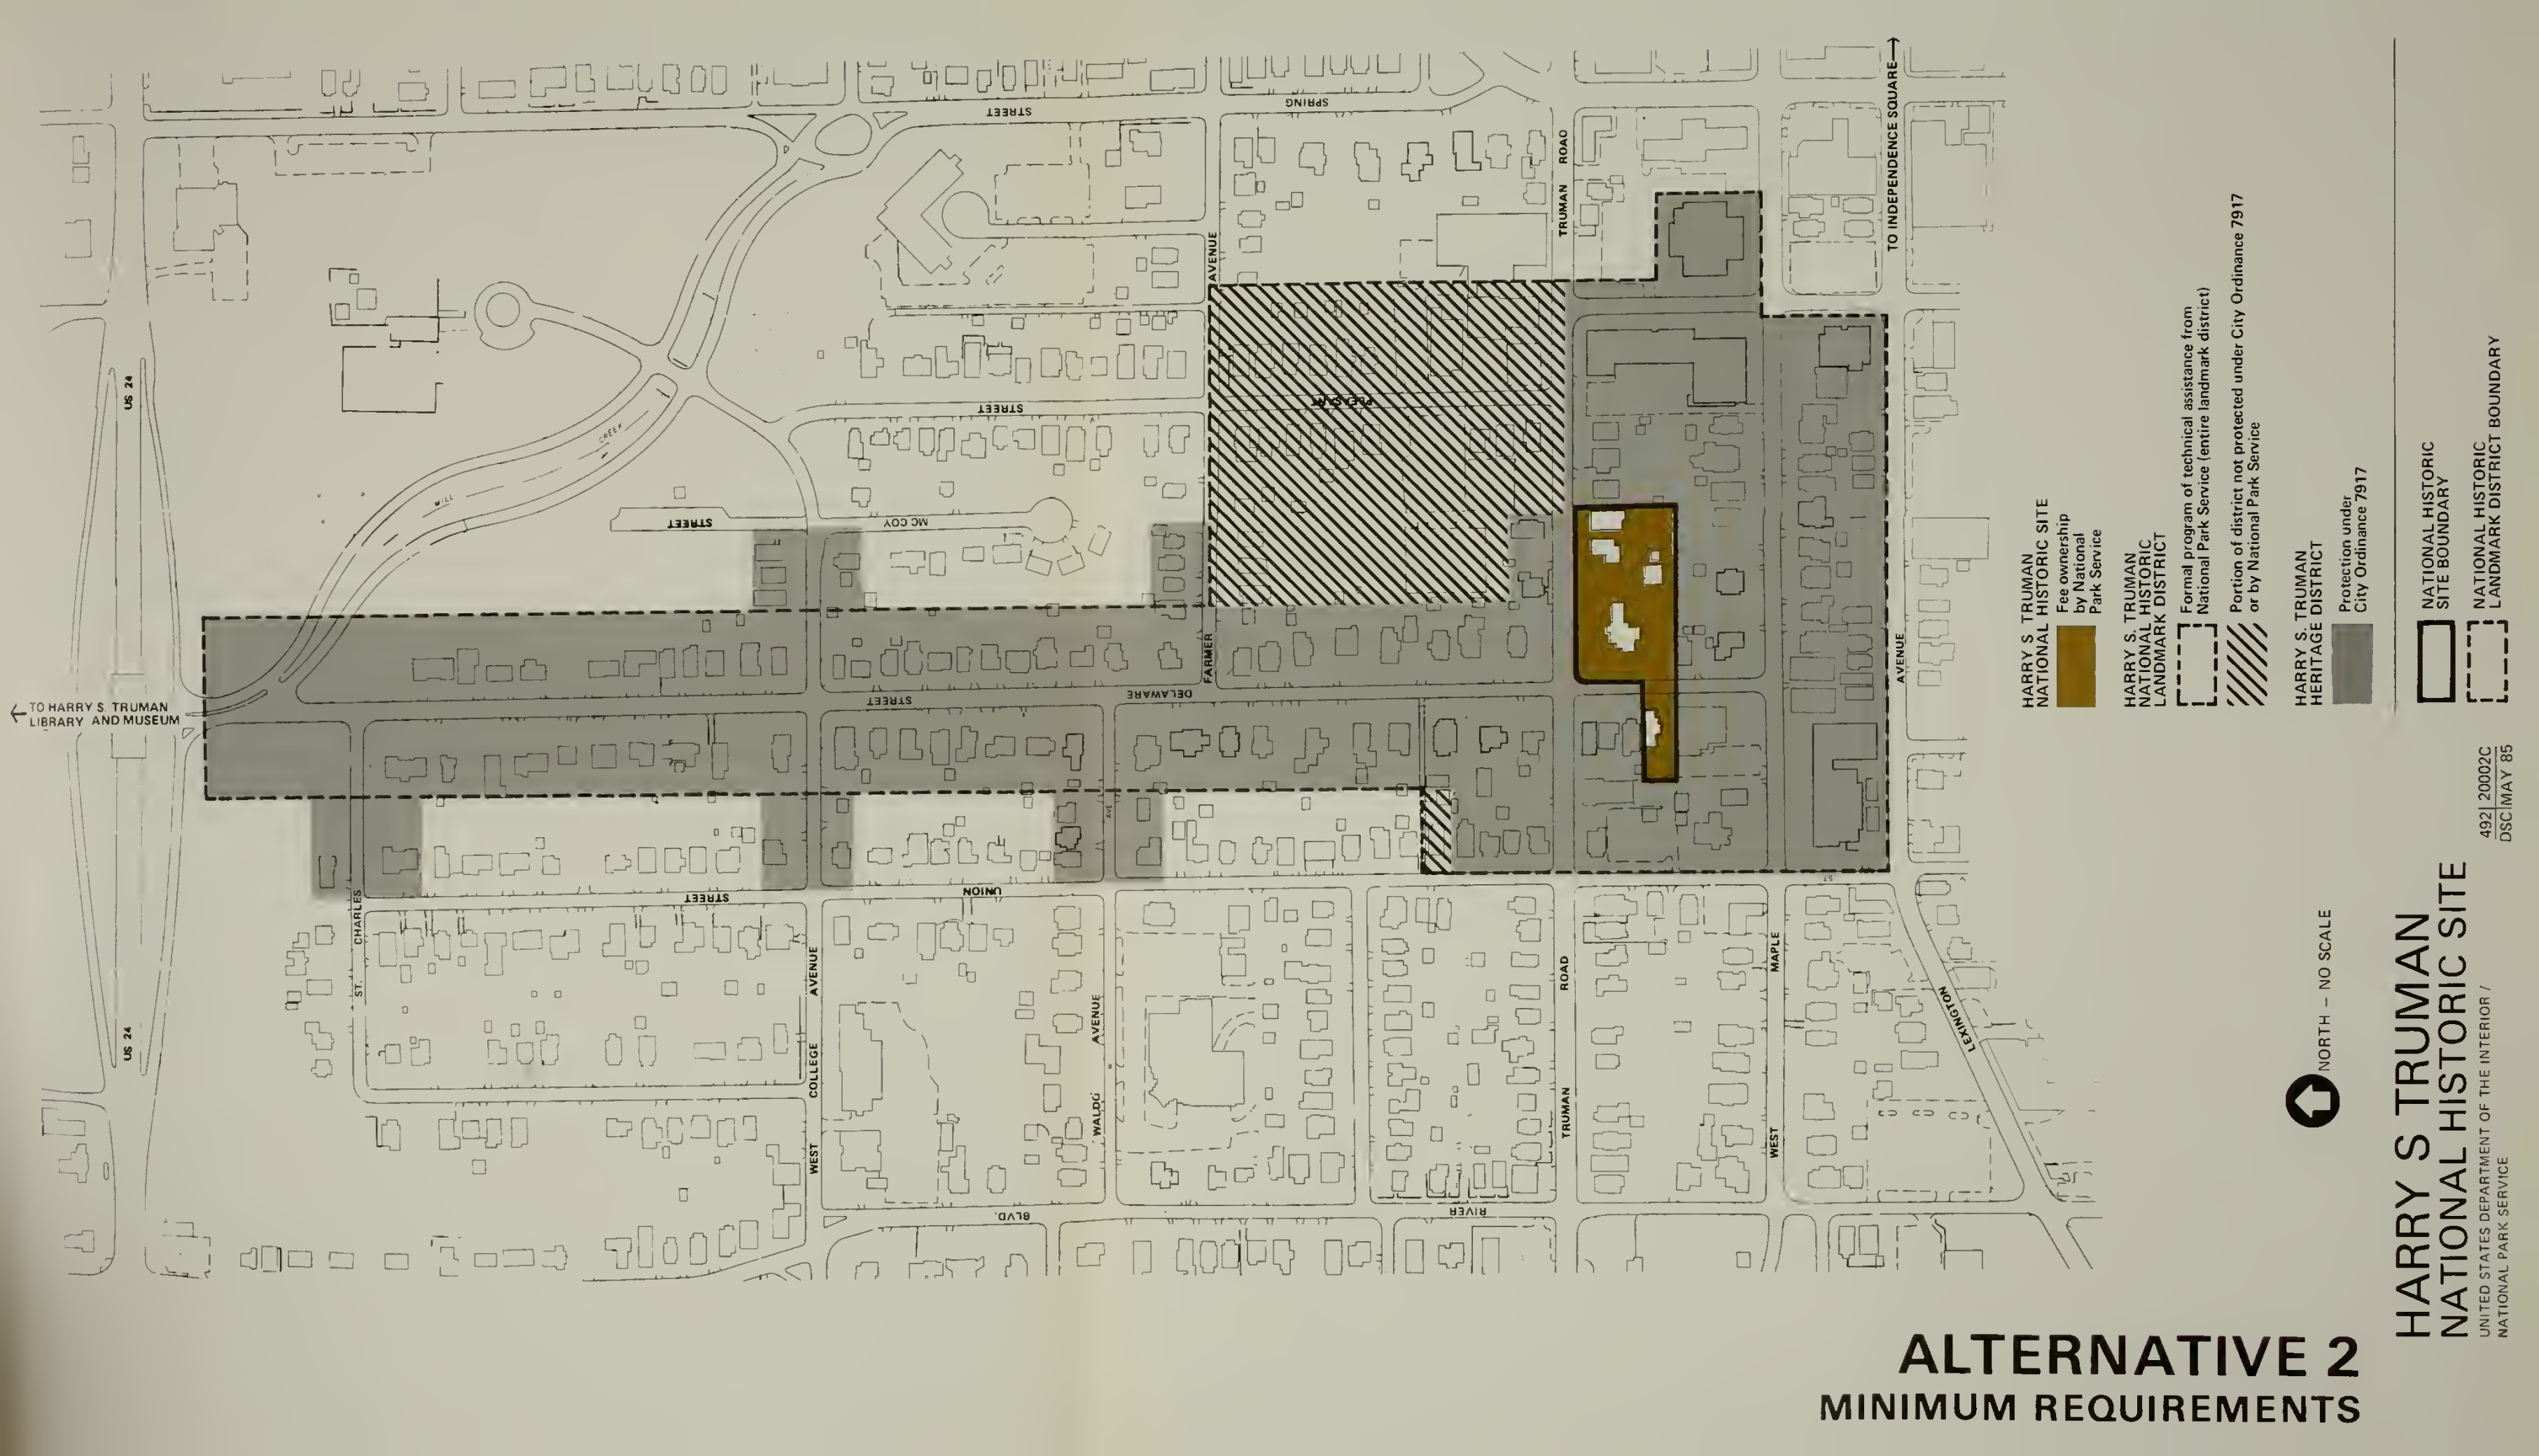 ALTERNATIVE 2
MINIMUM REQUIREMENTS
HARRY S TRUMAN
NATIONAL HISTORIC SITE
UNITED STATES DEPARTMENT OF THE INTERIOR /
NATIONAL PARK SERVICE
492| 20002C
DSC|MAY 85
NORTH – NO SCALE
HARRY S TRUMAN
NATIONAL HISTORIC SITE
Fee ownership
by National
Park Service
HARRY S. TRUMAN
NATIONAL HISTORIC
LANDMARK DISTRICT
Formal program of technical assistance from
National Park Service (entire landmark district)
Portion of district not protected under City Ordinance 7917
or by National Park Service
HARRY S. TRUMAN
HERITAGE DISTRICT
Protection under
City Ordinance 7917
NATIONAL HISTORIC
SITE BOUNDARY
NATIONAL HISTORIC
LANDMARK DISTRICT BOUNDARY
TO HARRY S. TRUMAN
LIBRARY AND MUSEUM
TO INDEPENDENCE SQUARE
US 24
US 24
SPRING
STREET
TRUMAN ROAD
AVENUE
FARMER
PLEASANT
STREET
MILL
CREEK
MC COY
STREET
DELAWARE
STREET
AVENUE
AVE
ST
UNION
STREET
ST. CHARLES
WEST COLLEGE AVENUE
WALDO AVENUE
W
TRUMAN ROAD
WEST MAPLE
LEXINGTON
RIVER
BLVD.